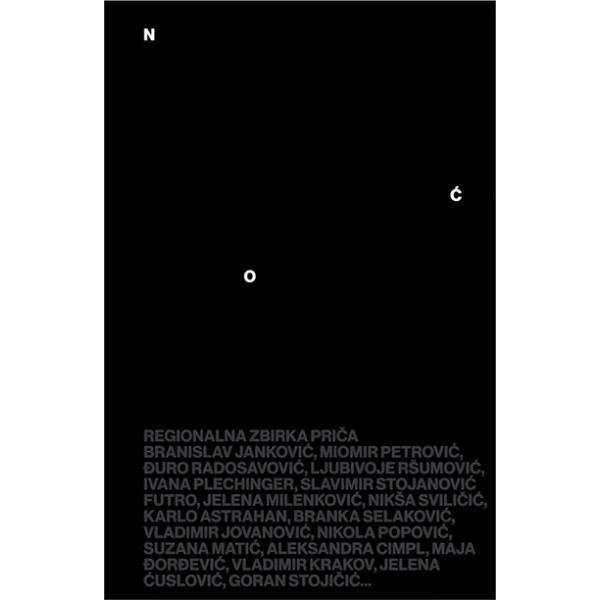 N
Ć
O
REGIONALNA ZBIRKA PRIČA
BRANISLAV JANKOVIĆ, MIOMIR PETROVIĆ,
ĐURO RADOSAVOVIĆ, LJUBIVOJE RŠUMOVIĆ,
IVANA PLECHINGER, SLAVIMIR STOJANOVIĆ
FUTRO, JELENA MILENKOVIĆ, NIKŠA SVILIČIĆ,
KARLO ASTRAHAN, BRANKA SELAKOVIĆ,
VLADIMIR JOVANOVIĆ, NIKOLA POPOVIĆ,
SUZANA MATIĆ, ALEKSANDRA CIMPL, MAJA
ĐORĐEVIĆ, VLADIMIR KRAKOV, JELENA
ĆUSLOVIĆ, GORAN STOJIČIĆ...